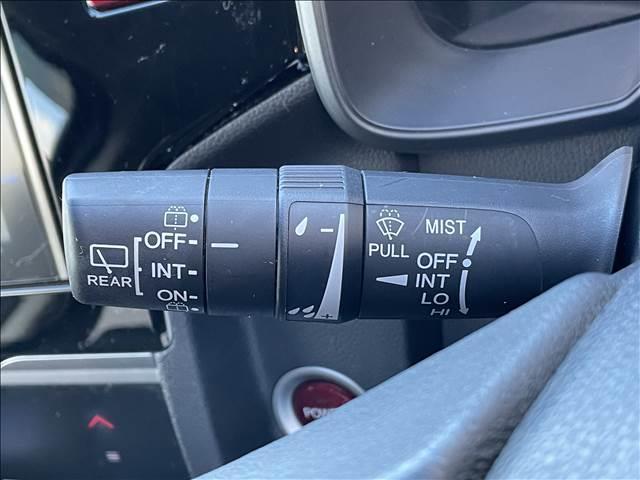 OFF
INT
ON
REAR
−
+
PULL
MIST
OFF
INT
LO
HI